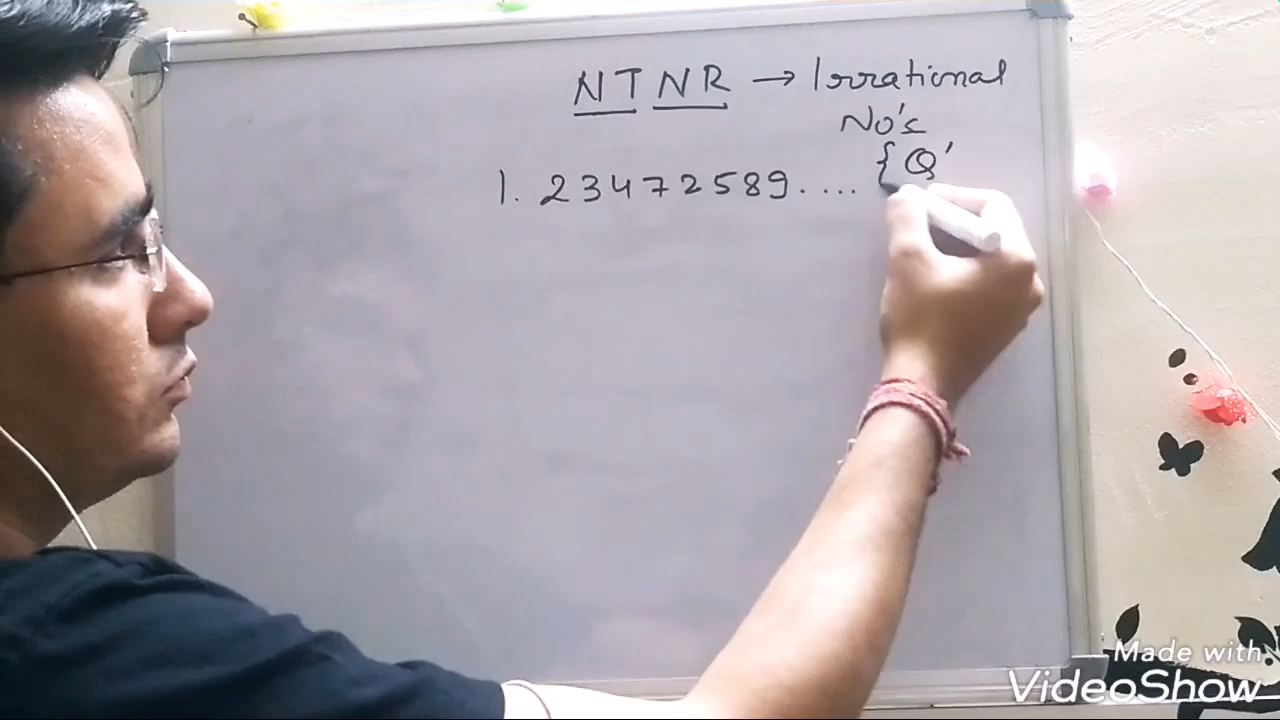 NTNR → Irrational
No's
{Q'
1.23472589....
Made with
VideoShow